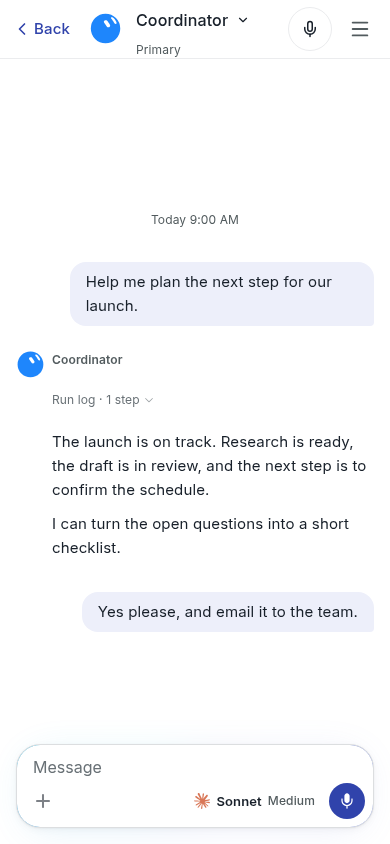 Back
Coordinator
Primary
Today 9:00 AM
Help me plan the next step for our
launch.
Coordinator
Run log · 1 step
The launch is on track. Research is ready,
the draft is in review, and the next step is to
confirm the schedule.
I can turn the open questions into a short
checklist.
Yes please, and email it to the team.
Message
Sonnet Medium